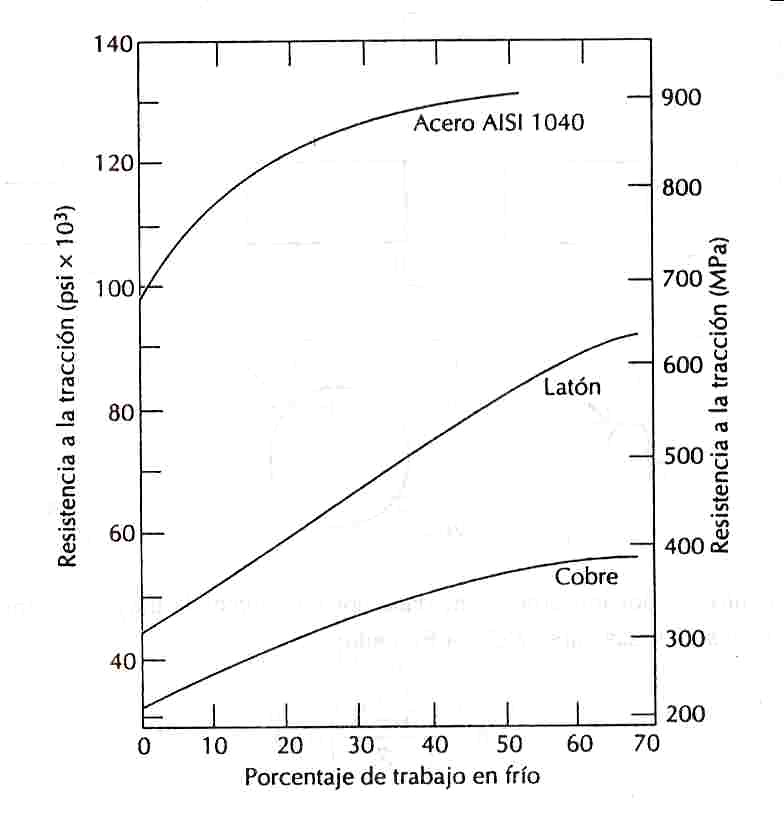 140
120
100
80
60
40
Resistencia a la tracción (psi × 10³)
Acero AISI 1040
Latón
Cobre
900
800
700
600
500
400
300
200
Resistencia a la tracción (MPa)
0 10 20 30 40 50 60 70
Porcentaje de trabajo en frío